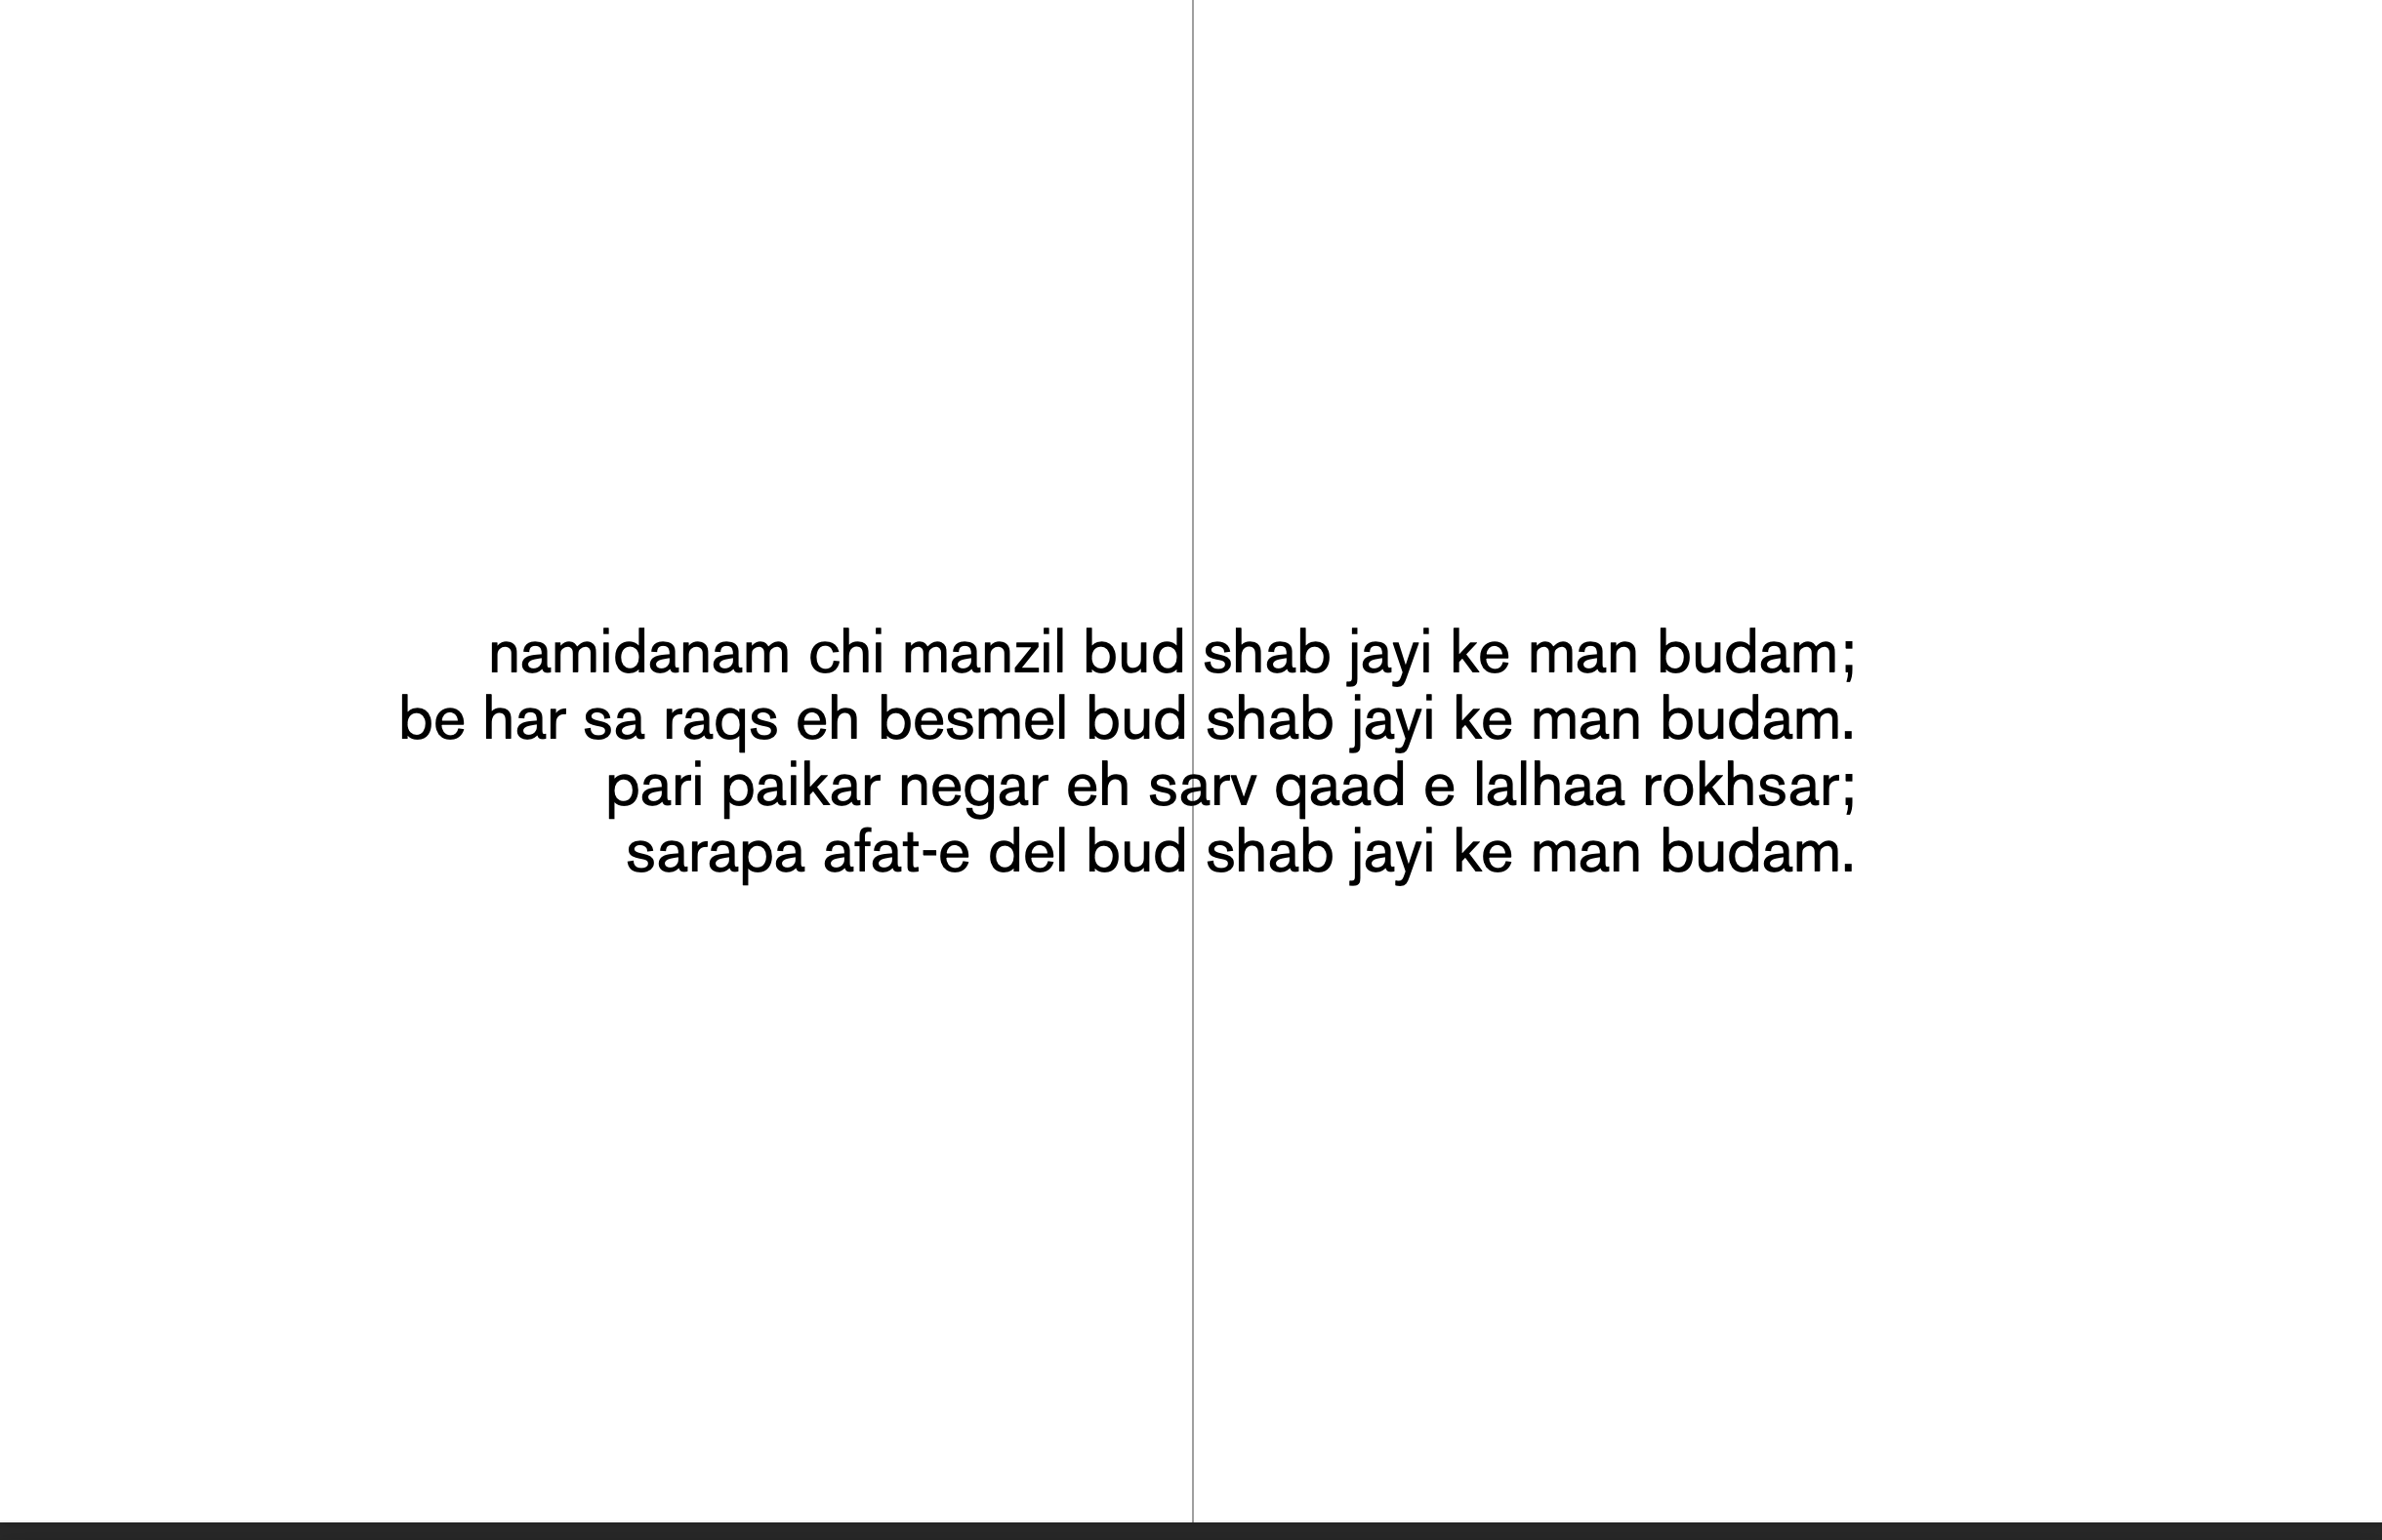 namidanam chi manzil bud shab jayi ke man budam;
be har sa raqs eh besmel bud shab jayi ke man budam.
pari paikar negar eh sarv qaad e lalhaa rokhsar;
sarapa afat-e del bud shab jayi ke man budam.